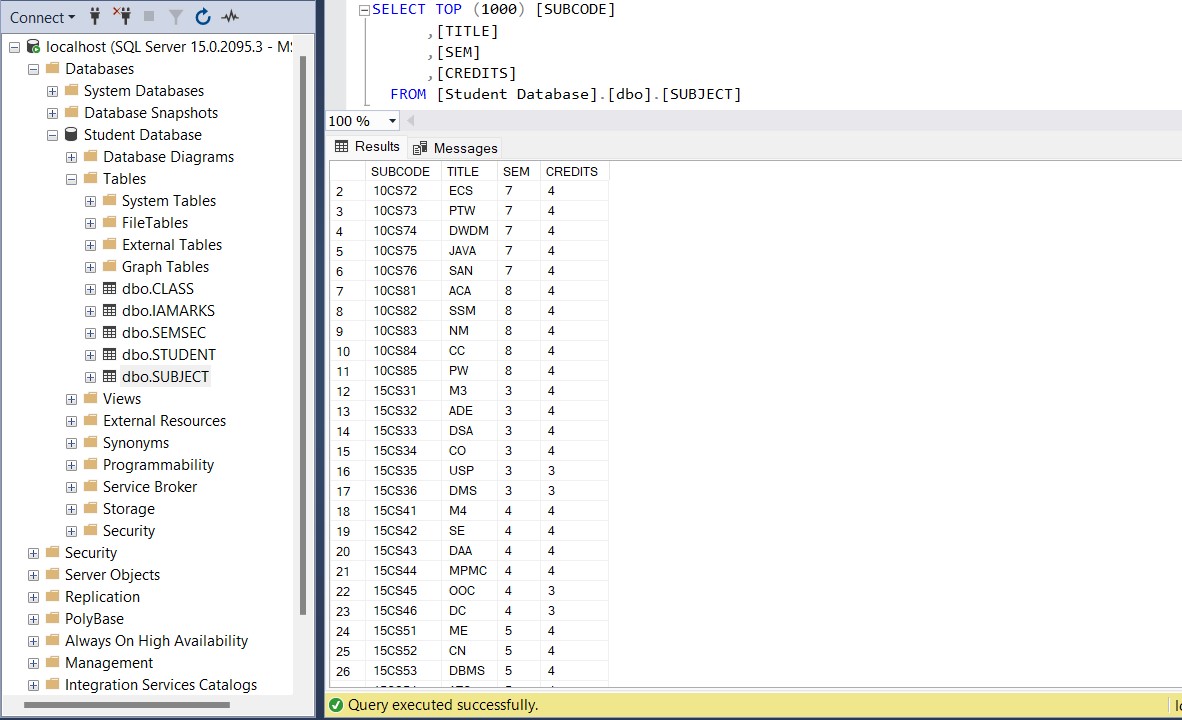 Connect
localhost (SQL Server 15.0.2095.3 - MS
Databases
System Databases
Database Snapshots
Student Database
Database Diagrams
Tables
System Tables
FileTables
External Tables
Graph Tables
dbo.CLASS
dbo.IAMARKS
dbo.SEMSEC
dbo.STUDENT
dbo.SUBJECT
Views
External Resources
Synonyms
Programmability
Service Broker
Storage
Security
Security
Server Objects
Replication
PolyBase
Always On High Availability
Management
Integration Services Catalogs
SELECT TOP (1000) [SUBCODE]
,[TITLE]
,[SEM]
,[CREDITS]
FROM [Student Database].[dbo].[SUBJECT]
100 %
Results Messages
SUBCODE TITLE SEM CREDITS
2 10CS72 ECS 7 4
3 10CS73 PTW 7 4
4 10CS74 DWDM 7 4
5 10CS75 JAVA 7 4
6 10CS76 SAN 7 4
7 10CS81 ACA 8 4
8 10CS82 SSM 8 4
9 10CS83 NM 8 4
10 10CS84 CC 8 4
11 10CS85 PW 8 4
12 15CS31 M3 3 4
13 15CS32 ADE 3 4
14 15CS33 DSA 3 4
15 15CS34 CO 3 4
16 15CS35 USP 3 3
17 15CS36 DMS 3 3
18 15CS41 M4 4 4
19 15CS42 SE 4 4
20 15CS43 DAA 4 4
21 15CS44 MPMC 4 4
22 15CS45 OOC 4 3
23 15CS46 DC 4 3
24 15CS51 ME 5 4
25 15CS52 CN 5 4
26 15CS53 DBMS 5 4
Query executed successfully.